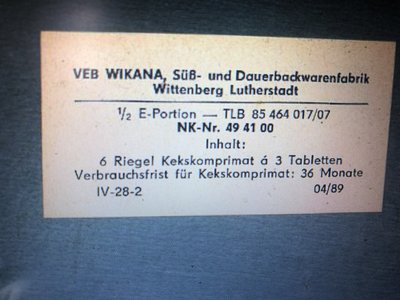 VEB WIKANA, Süß- und Dauerbackwarenfabrik
Wittenberg Lutherstadt
½ E-Portion — TLB 85 464 017/07
NK-Nr. 49 41 00
Inhalt:
6 Riegel Kekskomprimat á 3 Tabletten
Verbrauchsfrist für Kekskomprimat: 36 Monate
IV-28-2 04/89